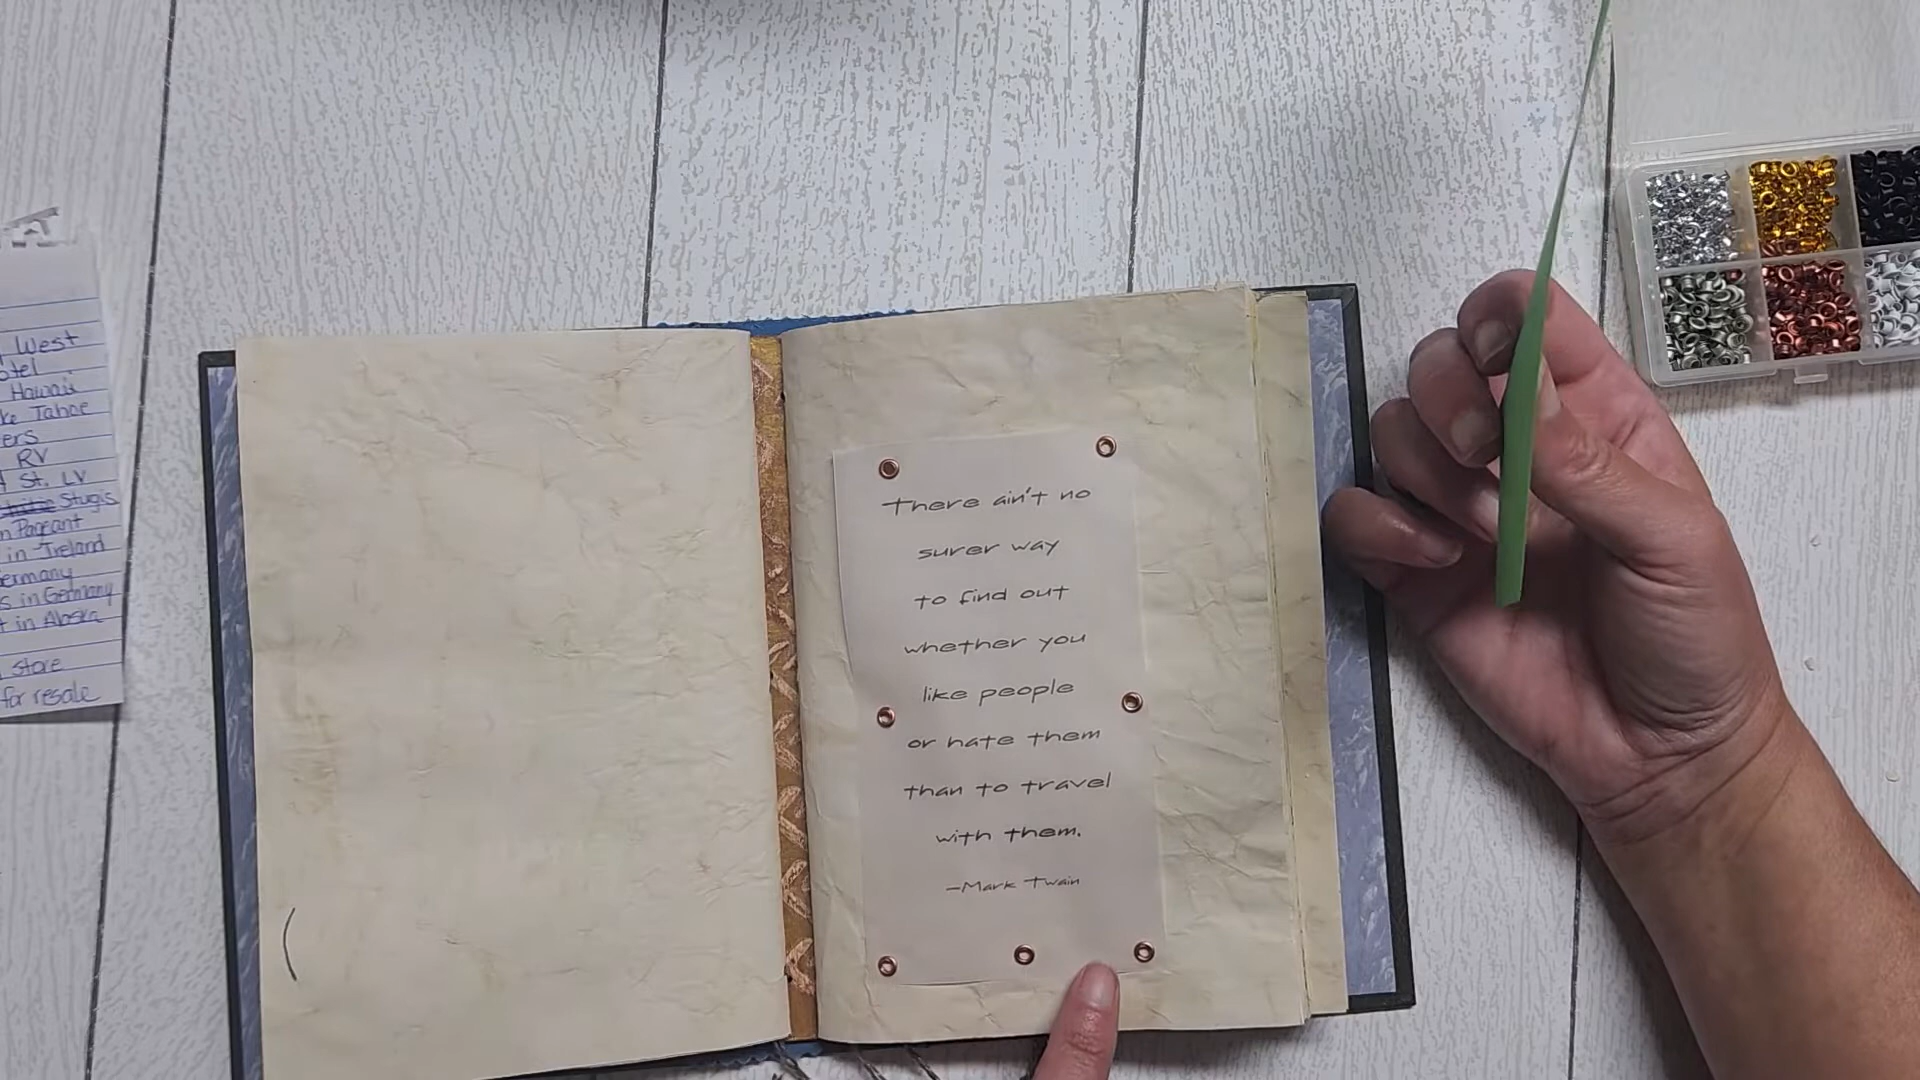 West
Hawaii
Tahoe
RV
St. LV
Stugis
Pageant
in Ireland
in Germany
in Alaska
store
for resale
There ain't no
surer way
to find out
whether you
like people
or hate them
than to travel
with them.
-Mark Twain